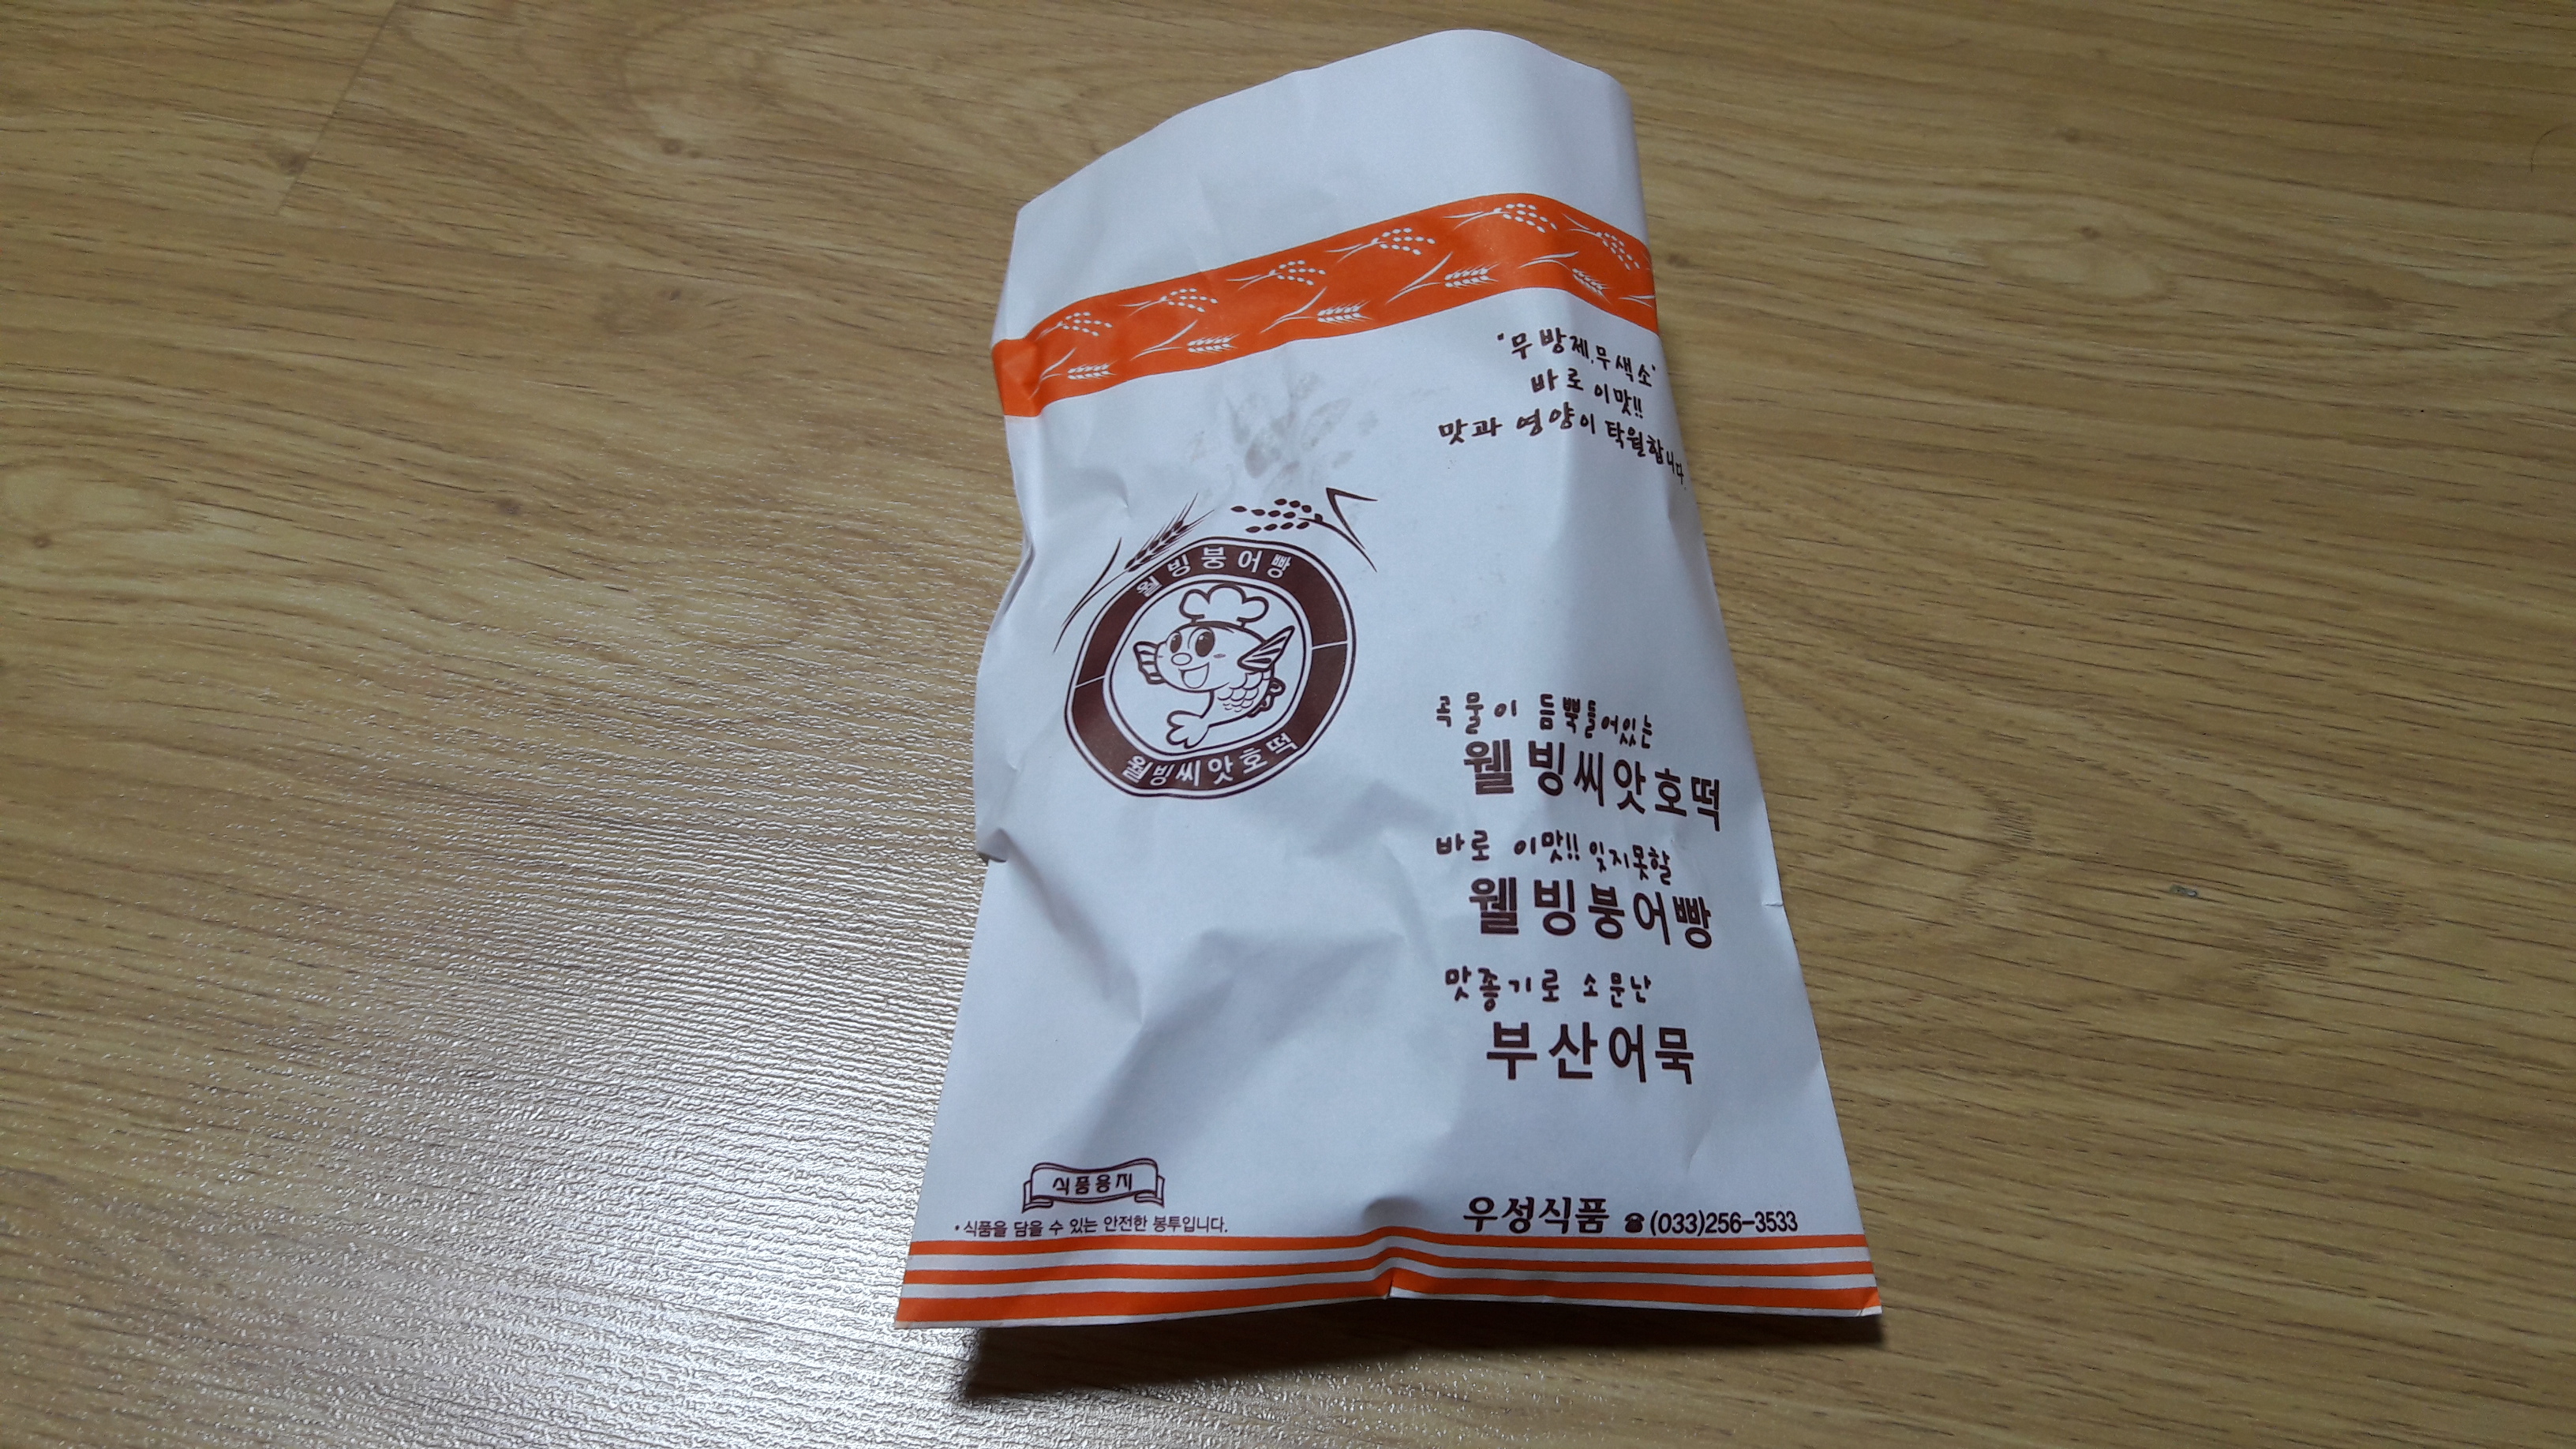 "무방제, 무색소"
바로 이맛!!
맛과 영양이 탁월합니다.
웰빙붕어빵
웰빙씨앗호떡
곡물이 듬뿍들어있는
웰빙씨앗호떡
바로 이맛!! 잊지못할
웰빙붕어빵
맛좋기로 소문난
부산어묵
식품용지
• 식품을 담을 수 있는 안전한 봉투입니다.
우성식품 ☎(033)256-3533